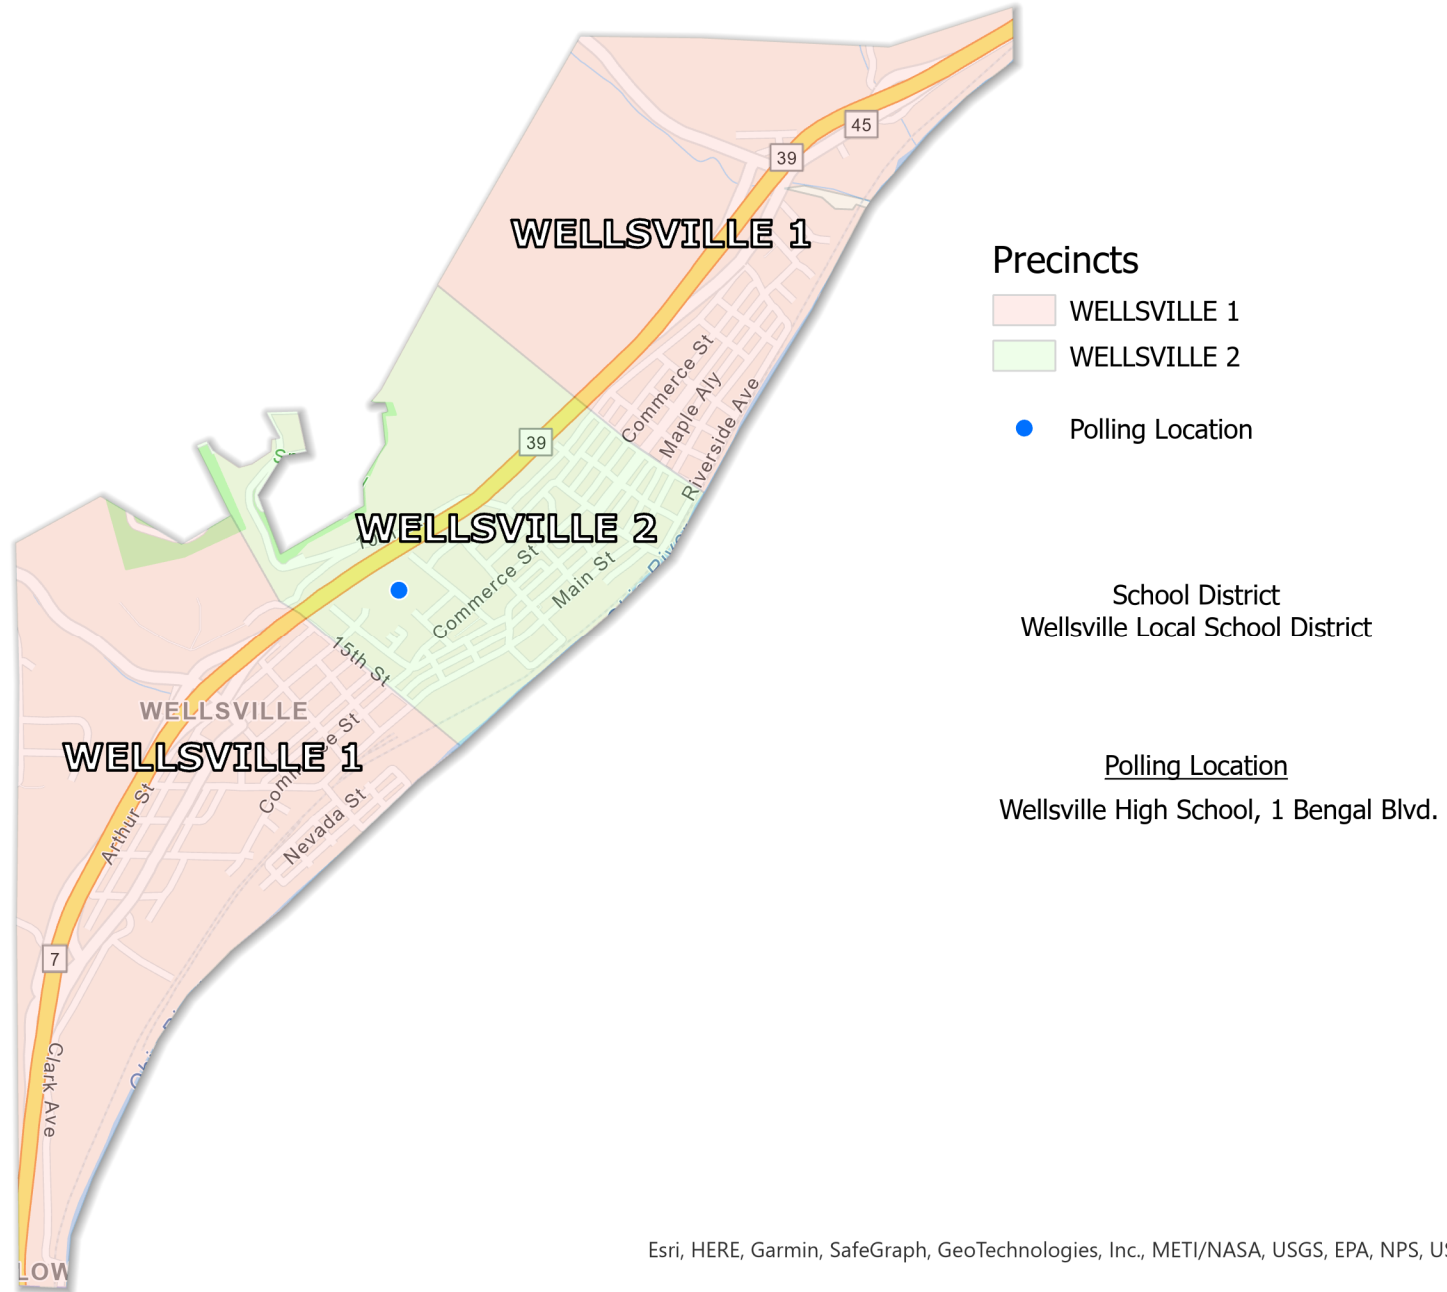 45
39
WELLSVILLE 1
Commerce St
Maple Aly
Riverside Ave
39
WELLSVILLE 2
Commerce St
Main St
15th St
WELLSVILLE
WELLSVILLE 1
Commerce St
Arthur St
Nevada St
7
Clark Ave
LOW
Precincts
WELLSVILLE 1
WELLSVILLE 2
Polling Location
School District
Wellsville Local School District
Polling Location
Wellsville High School, 1 Bengal Blvd.
Esri, HERE, Garmin, SafeGraph, GeoTechnologies, Inc., METI/NASA, USGS, EPA, NPS, US